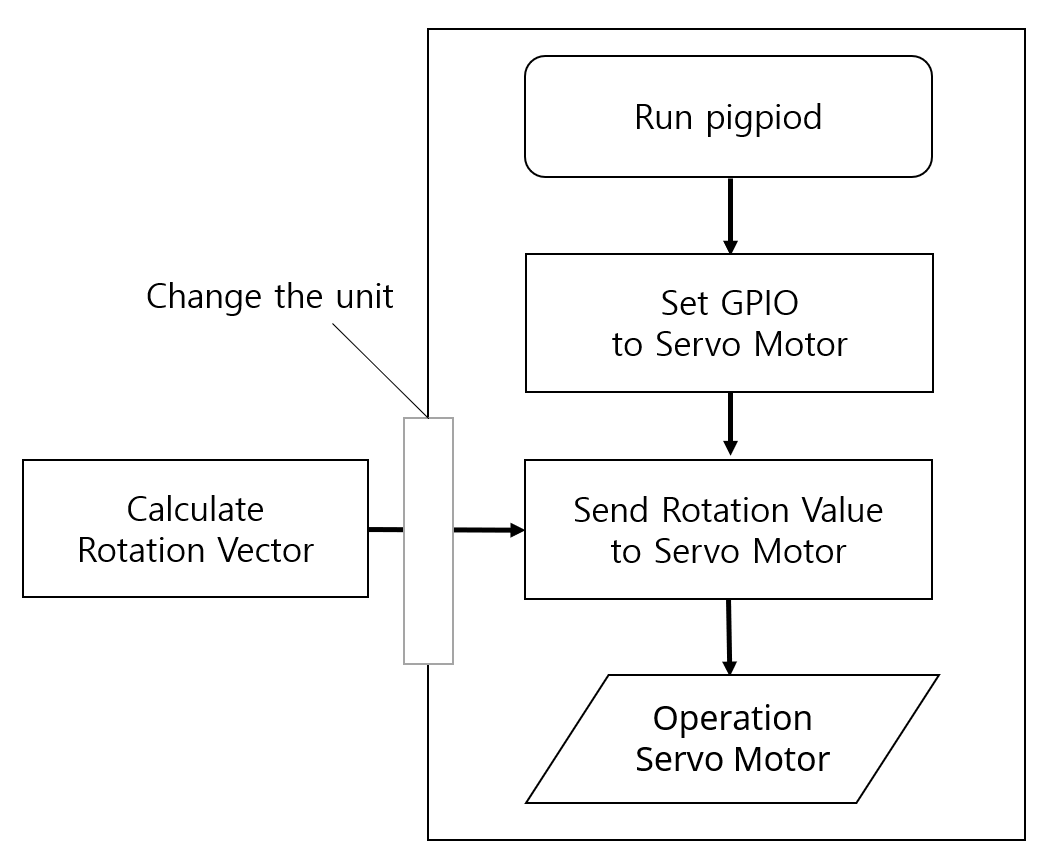 Run pigpiod
Set GPIO
to Servo Motor
Change the unit
Calculate
Rotation Vector
Send Rotation Value
to Servo Motor
Operation
Servo Motor